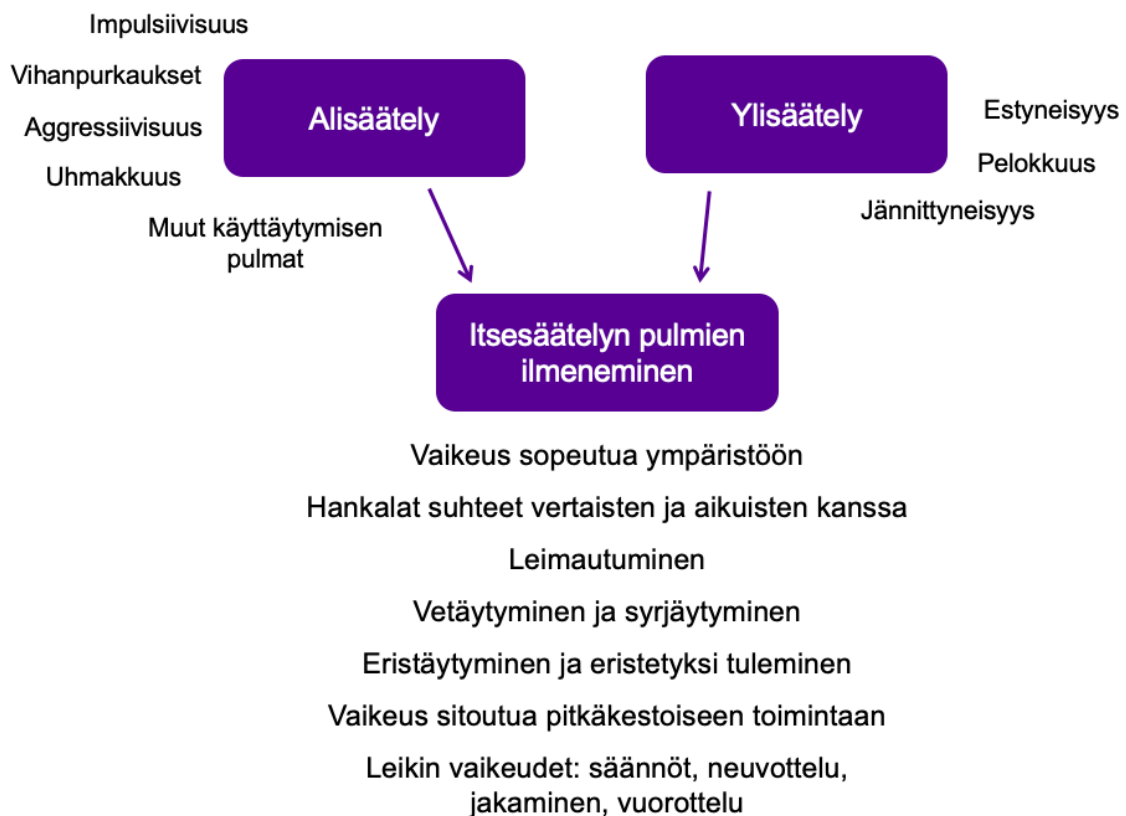 Impulsiivisuus
Vihanpurkaukset
Aggressiivisuus
Uhmakkuus
Muut käyttäytymisen
pulmat
Alisäätely
Ylisäätely
Estyneisyys
Pelokkuus
Jännittyneisyys
Itsesäätelyn pulmien
ilmeneminen
Vaikeus sopeutua ympäristöön
Hankalat suhteet vertaisten ja aikuisten kanssa
Leimautuminen
Vetäytyminen ja syrjäytyminen
Eristäytyminen ja eristetyksi tuleminen
Vaikeus sitoutua pitkäkestoiseen toimintaan
Leikin vaikeudet: säännöt, neuvottelu,
jakaminen, vuorottelu